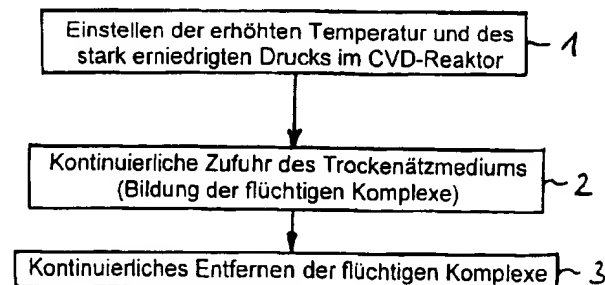 Einstellen der erhöhten Temperatur und des
stark erniedrigten Drucks im CVD-Reaktor
1
Kontinuierliche Zufuhr des Trockenätzmediums
(Bildung der flüchtigen Komplexe)
2
Kontinuierliches Entfernen der flüchtigen Komplexe
3